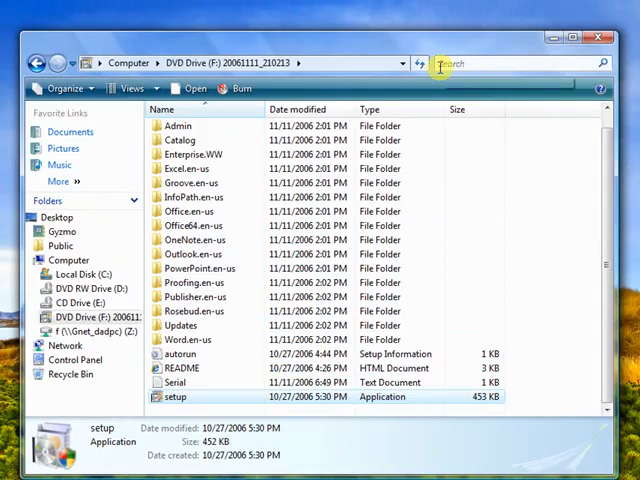 Computer DVD Drive (F:) 20061111_210213 Search
Organize Views Open Burn
Favorite Links
Documents
Pictures
Music
More »
Folders
Desktop
Gyzmo
Public
Computer
Local Disk (C:)
DVD RW Drive (D:)
CD Drive (E:)
DVD Drive (F:) 200611:
f (\\Gnet_dadpc) (Z:)
Network
Control Panel
Recycle Bin
Name Date modified Type Size
Admin 11/11/2006 2:01 PM File Folder
Catalog 11/11/2006 2:01 PM File Folder
Enterprise.WW 11/11/2006 2:01 PM File Folder
Excel.en-us 11/11/2006 2:01 PM File Folder
Groove.en-us 11/11/2006 2:01 PM File Folder
InfoPath.en-us 11/11/2006 2:01 PM File Folder
Office.en-us 11/11/2006 2:01 PM File Folder
Office64.en-us 11/11/2006 2:01 PM File Folder
OneNote.en-us 11/11/2006 2:01 PM File Folder
Outlook.en-us 11/11/2006 2:01 PM File Folder
PowerPoint.en-us 11/11/2006 2:01 PM File Folder
Proofing.en-us 11/11/2006 2:01 PM File Folder
Publisher.en-us 11/11/2006 2:01 PM File Folder
Rosebud.en-us 11/11/2006 2:01 PM File Folder
Updates 11/11/2006 2:01 PM File Folder
Word.en-us 11/11/2006 2:01 PM File Folder
autorun 10/27/2006 4:44 PM Setup Information 1 KB
README 10/27/2006 4:28 PM HTML Document 3 KB
Serial 11/11/2006 6:49 PM Text Document 1 KB
setup 10/27/2006 5:30 PM Application 453 KB
setup Date modified: 10/27/2006 5:30 PM
Application Size: 452 KB
Date created: 10/27/2006 5:30 PM